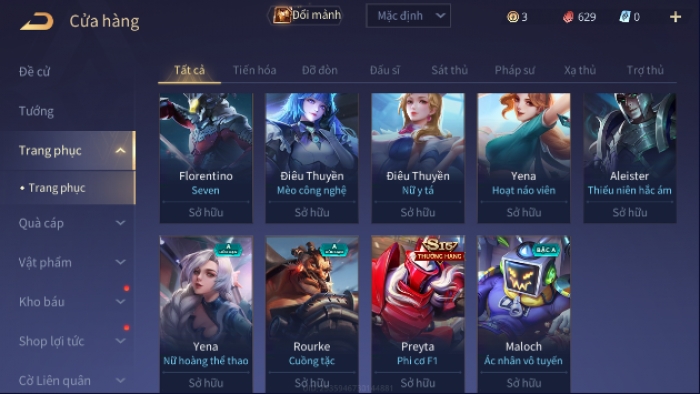 Cửa hàng
Đổi mảnh
Mặc định
3
629
0
Đề cử
Tướng
Trang phục
• Trang phục
Quà cáp
Vật phẩm
Kho báu
Shop lợi tức
Cờ Liên quân
Tất cả
Tiến hóa
Đỡ đòn
Đấu sĩ
Sát thủ
Pháp sư
Xạ thủ
Trợ thủ
Florentino
Seven
Sở hữu
Điêu Thuyền
Mèo công nghệ
Sở hữu
Điêu Thuyền
Nữ y tá
Sở hữu
Yena
Hoạt náo viên
Sở hữu
Aleister
Thiếu niên hắc ám
Sở hữu
A
Yena
Nữ hoàng thể thao
Sở hữu
A
Rourke
Cuồng tặc
Sở hữu
S15
THƯỜNG HẠNG
Preyta
Phi cơ F1
Sở hữu
BẬC A
Maloch
Ác nhân vô tuyến
Sở hữu